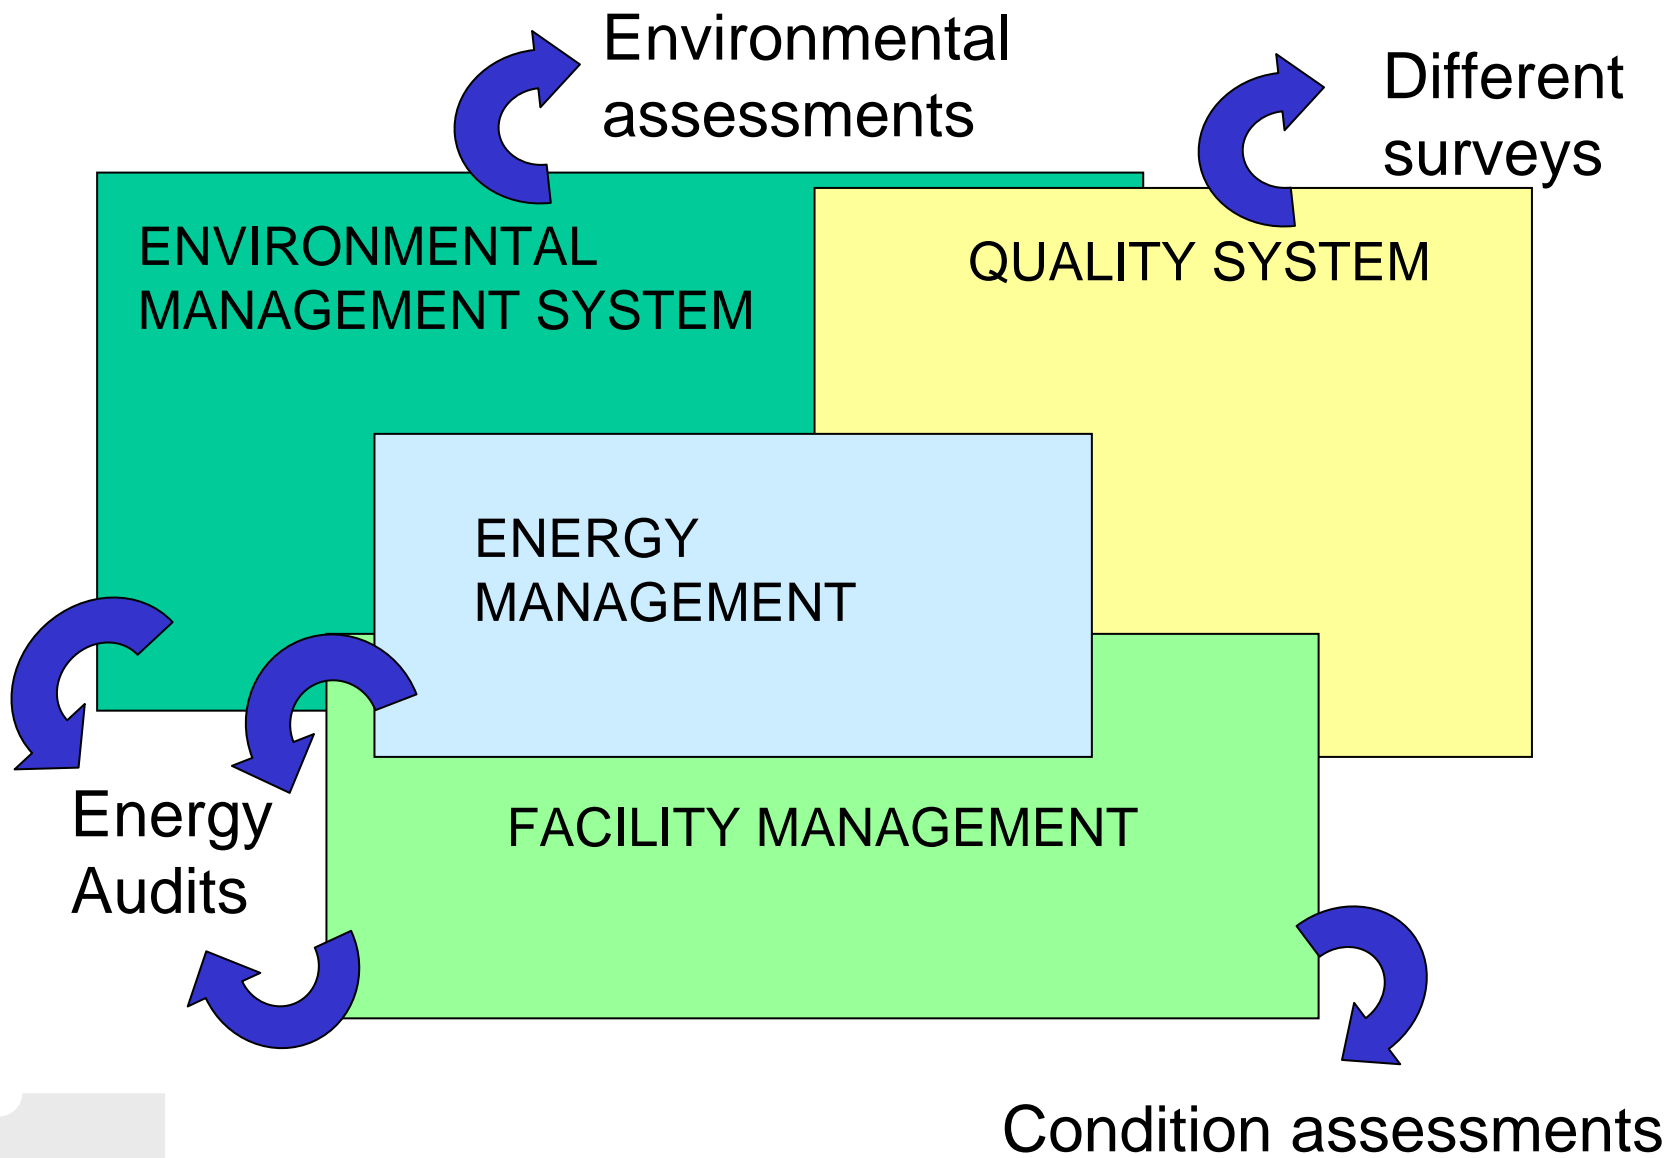 Environmental
assessments
Different
surveys
ENVIRONMENTAL
MANAGEMENT SYSTEM
QUALITY SYSTEM
ENERGY
MANAGEMENT
Energy
Audits
FACILITY MANAGEMENT
Condition assessments